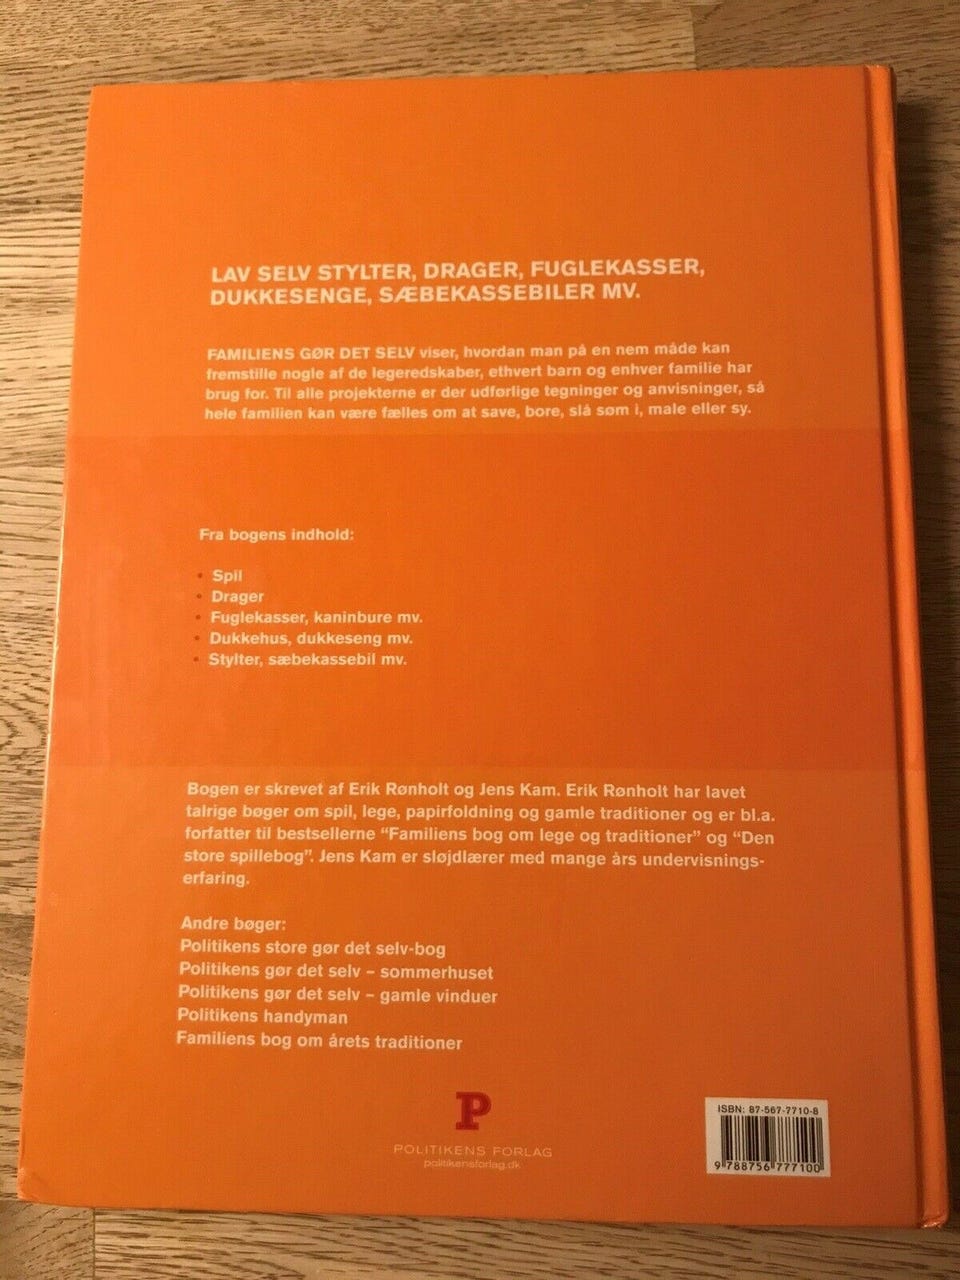 LAV SELV STYLTER, DRAGER, FUGLEKASSER,
DUKKESENGE, SÆBEKASSEBILER MV.
FAMILIENS GØR DET SELV viser, hvordan man på en nem måde kan
fremstille nogle af de legeredskaber, ethvert barn og enhver familie har
brug for. Til alle projekterne er der udførlige tegninger og anvisninger, så
hele familien kan være fælles om at save, bore, slå søm i, male eller sy.
Fra bogens indhold:
• Spil
• Drager
• Fuglekasser, kaninbure mv.
• Dukkehus, dukkeseng mv.
• Stylter, sæbekassebil mv.
Bogen er skrevet af Erik Rønholt og Jens Kam. Erik Rønholt har lavet
talrige bøger om spil, lege, papirfoldning og gamle traditioner og er bl.a.
forfatter til bestsellerne “Familiens bog om lege og traditioner” og “Den
store spillebog”. Jens Kam er sløjdlærer med mange års undervisnings-
erfaring.
Andre bøger:
Politikens store gør det selv-bog
Politikens gør det selv – sommerhuset
Politikens gør det selv – gamle vinduer
Politikens handyman
Familiens bog om årets traditioner
P
POLITIKENS FORLAG
politikensforlag.dk
ISBN: 87-567-7710-8
9 788756 777100